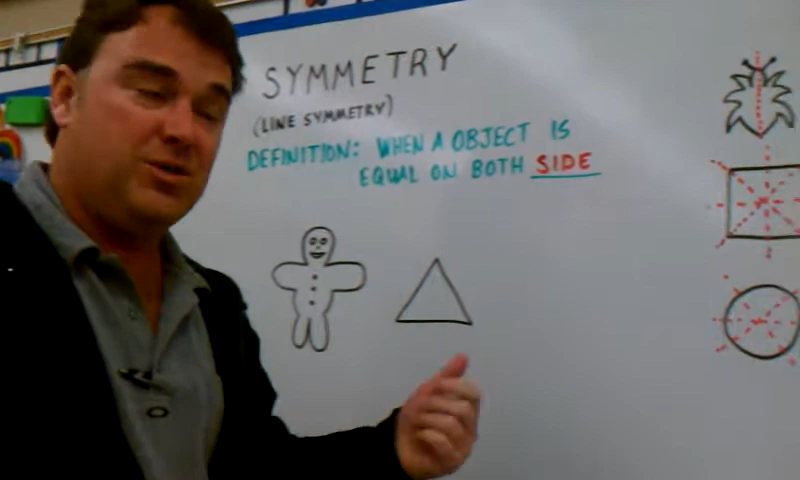 SYMMETRY
(LINE SYMMETRY)
DEFINITION: WHEN A OBJECT IS
EQUAL ON BOTH SIDE